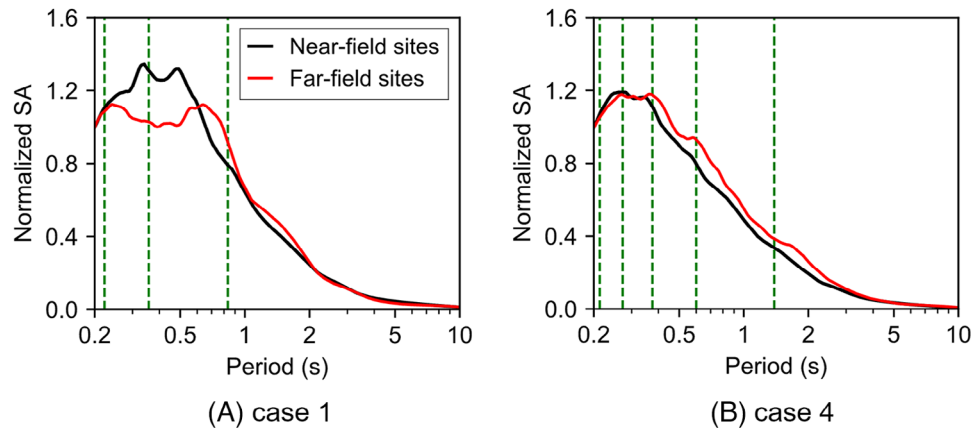 1.6
1.2
0.8
0.4
0.0
Normalized SA
Near-field sites
Far-field sites
0.2 0.5 1 2 5 10
Period (s)
(A) case 1
1.6
1.2
0.8
0.4
0.0
Normalized SA
0.2 0.5 1 2 5 10
Period (s)
(B) case 4